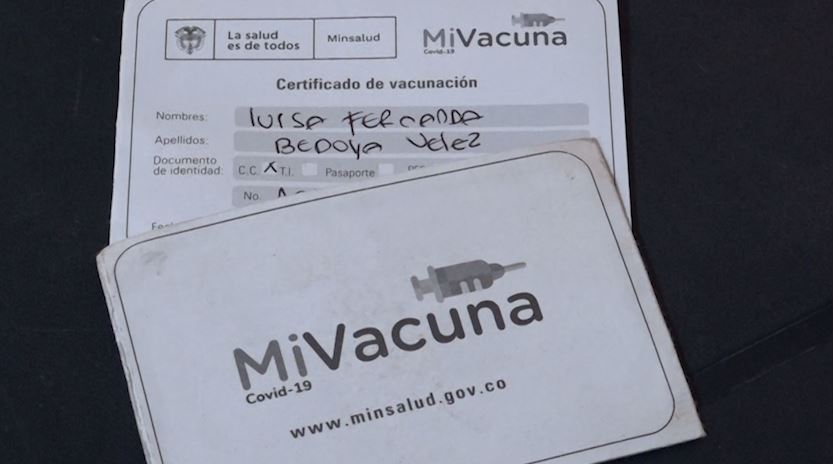 La salud
es de todos
Minsalud
MiVacuna
Covid-19
Certificado de vacunación
Nombres: luisa Fernanda
Apellidos: BEDOYA Velez
Documento
de identidad: C.C. X T.I. Pasaporte
No.
MiVacuna
Covid-19
www.minsalud.gov.co